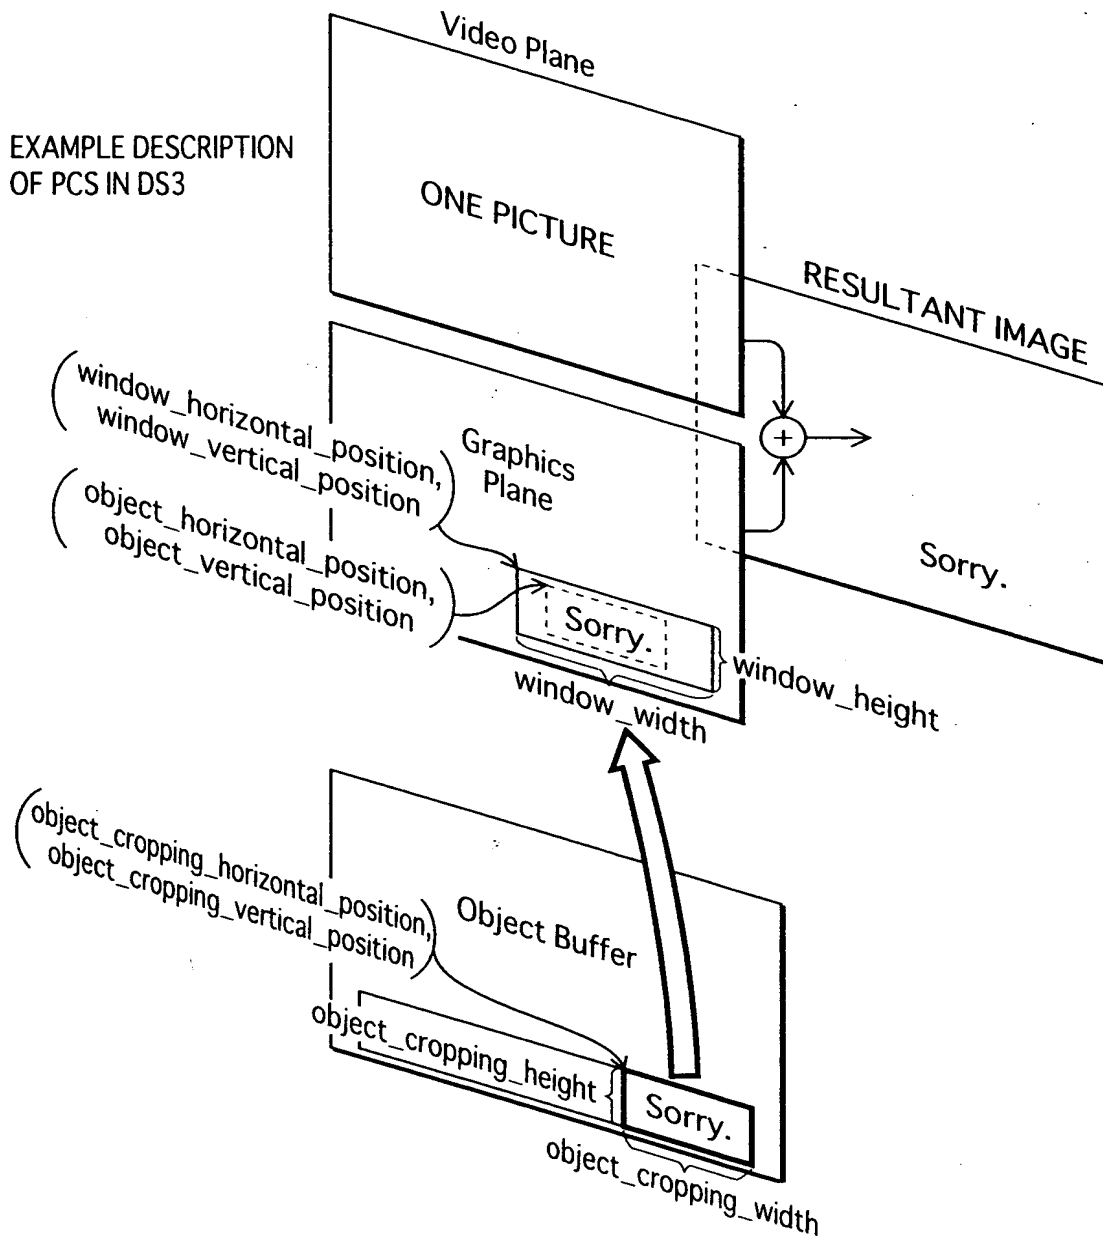 Video Plane
EXAMPLE DESCRIPTION
OF PCS IN DS3
ONE PICTURE
RESULTANT IMAGE
(window_horizontal_position,
window_vertical_position)
Graphics
Plane
+
(object_horizontal_position,
object_vertical_position)
Sorry.
Sorry.
window_height
window_width
(object_cropping_horizontal_position,
object_cropping_vertical_position)
Object Buffer
object_cropping_height
Sorry.
object_cropping_width